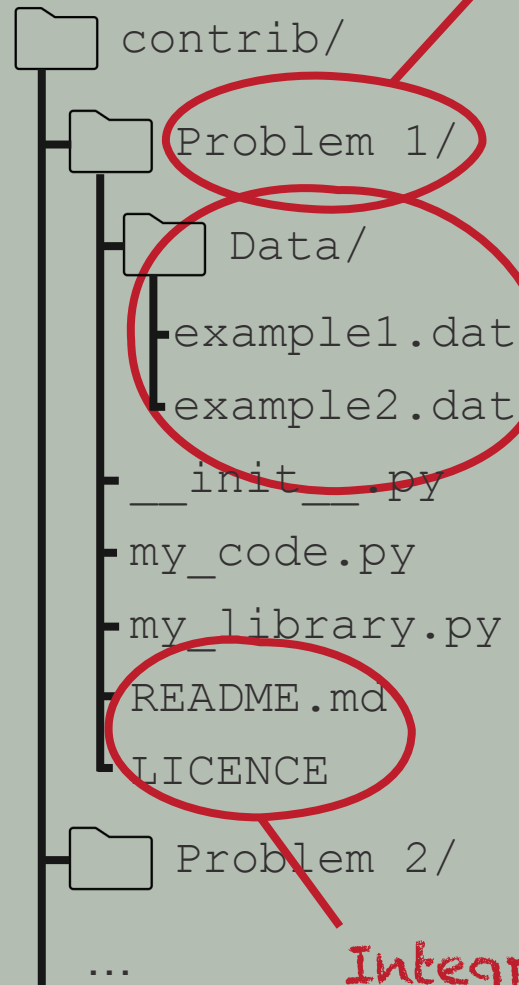 contrib/
Problem 1/
Data/
example1.dat
example2.dat
__init__.py
my_code.py
my_library.py
README.md
LICENCE
Problem 2/
...